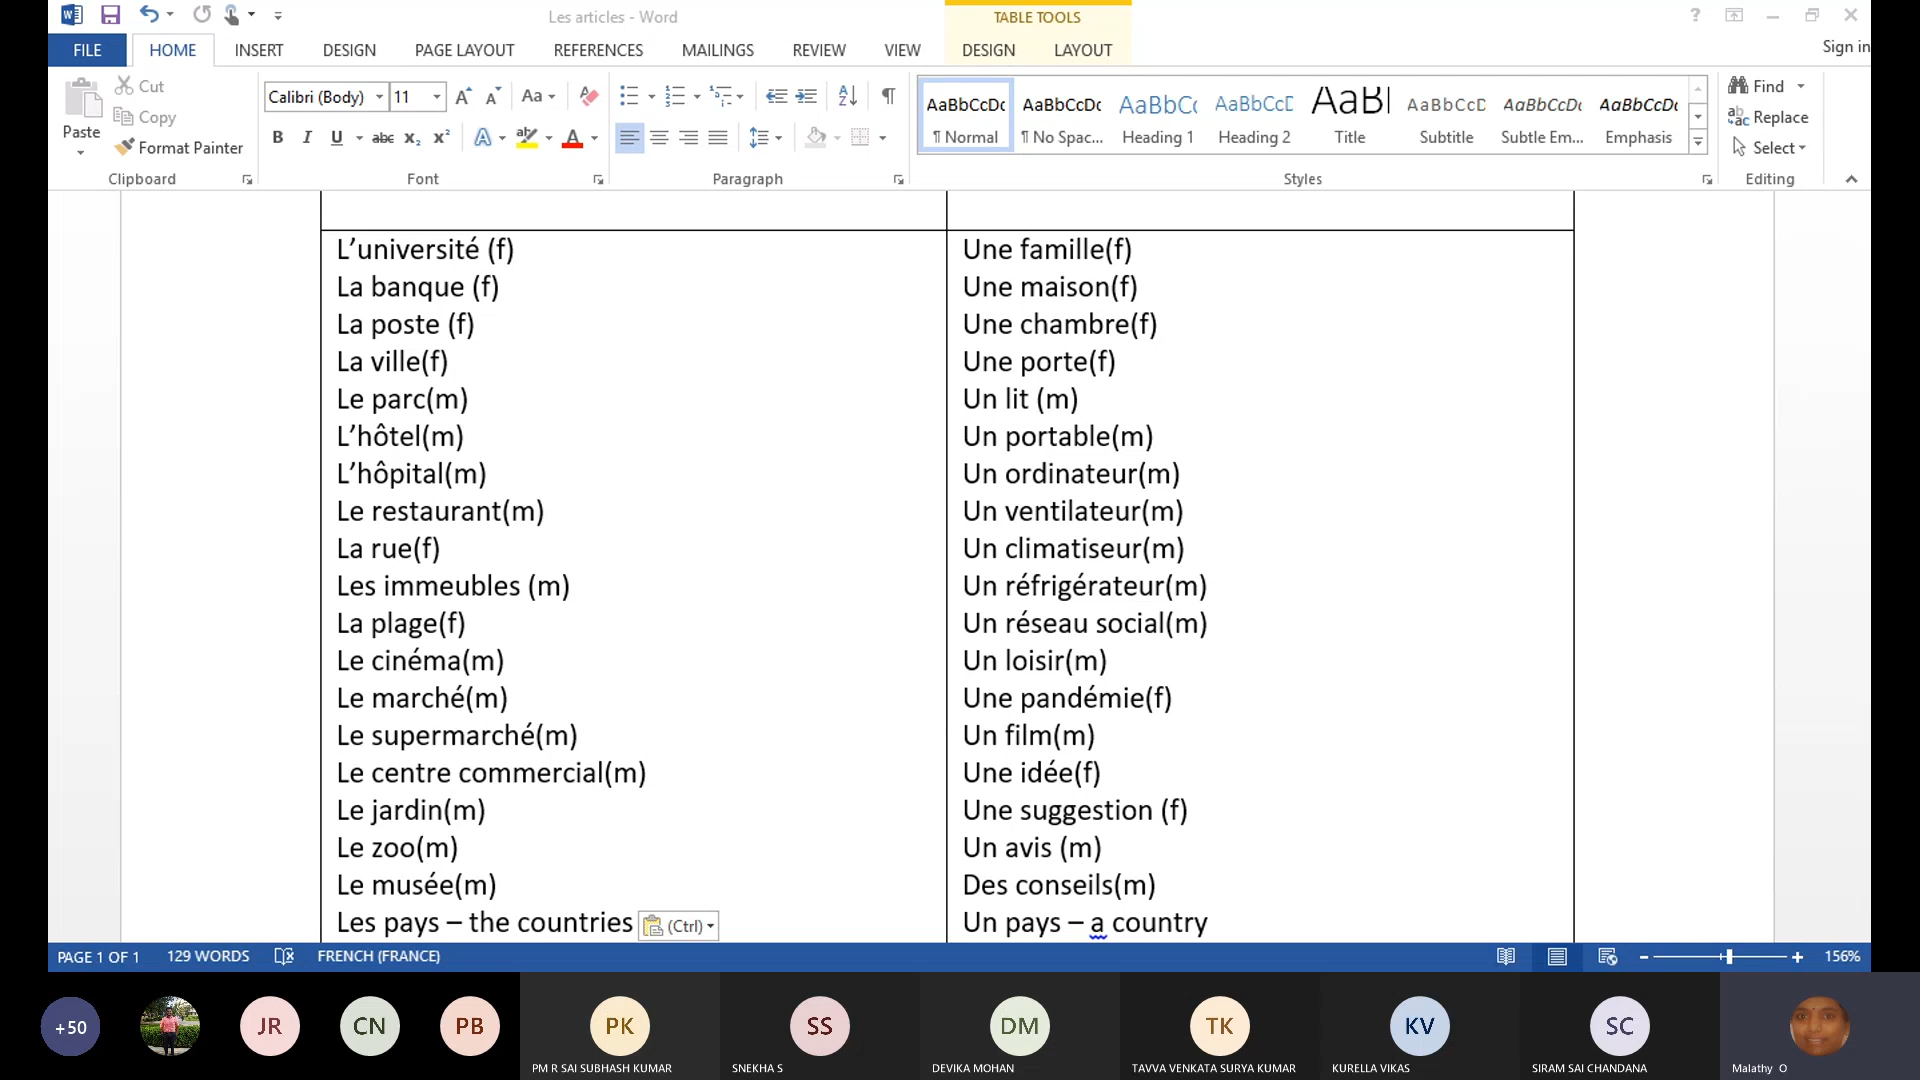 Les articles - Word
TABLE TOOLS
?
FILE
HOME
INSERT
DESIGN
PAGE LAYOUT
REFERENCES
MAILINGS
REVIEW
VIEW
DESIGN
LAYOUT
Sign in
Paste
Cut
Copy
Format Painter
Clipboard
Calibri (Body)
11
Aa
B I U abc x₂ x²
Font
Paragraph
AaBbCcDc
¶ Normal
AaBbCcDc
¶ No Spac...
AaBbCc
Heading 1
AaBbCcD
Heading 2
AaBb
Title
AaBbCcD
Subtitle
AaBbCcDc
Subtle Em...
AaBbCcDc
Emphasis
Styles
Find
Replace
Select
Editing
L’université (f)
La banque (f)
La poste (f)
La ville(f)
Le parc(m)
L’hôtel(m)
L’hôpital(m)
Le restaurant(m)
La rue(f)
Les immeubles (m)
La plage(f)
Le cinéma(m)
Le marché(m)
Le supermarché(m)
Le centre commercial(m)
Le jardin(m)
Le zoo(m)
Le musée(m)
Les pays – the countries
(Ctrl)
Une famille(f)
Une maison(f)
Une chambre(f)
Une porte(f)
Un lit (m)
Un portable(m)
Un ordinateur(m)
Un ventilateur(m)
Un climatiseur(m)
Un réfrigérateur(m)
Un réseau social(m)
Un loisir(m)
Une pandémie(f)
Un film(m)
Une idée(f)
Une suggestion (f)
Un avis (m)
Des conseils(m)
Un pays – a country
PAGE 1 OF 1
129 WORDS
FRENCH (FRANCE)
156%
+50
JR
CN
PB
PK
PM R SAI SUBHASH KUMAR
SS
SNEKHA S
DM
DEVIKA MOHAN
TK
TAVVA VENKATA SURYA KUMAR
KV
KURELLA VIKAS
SC
SIRAM SAI CHANDANA
Malathy O